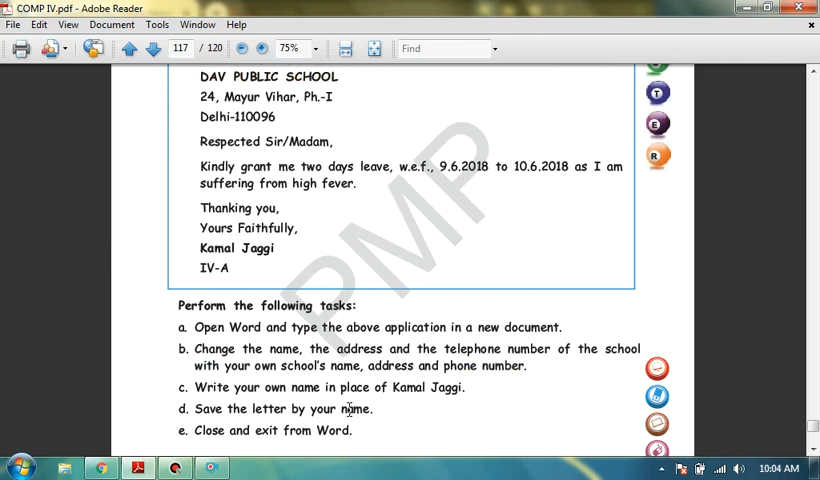 COMP IV.pdf - Adobe Reader
File Edit View Document Tools Window Help
117 / 120 75% Find
DAV PUBLIC SCHOOL
24, Mayur Vihar, Ph.-I
Delhi-110096
Respected Sir/Madam,
Kindly grant me two days leave, w.e.f., 9.6.2018 to 10.6.2018 as I am
suffering from high fever.
Thanking you,
Yours Faithfully,
Kamal Jaggi
IV-A
PMP
Perform the following tasks:
a. Open Word and type the above application in a new document.
b. Change the name, the address and the telephone number of the school
with your own school's name, address and phone number.
c. Write your own name in place of Kamal Jaggi.
d. Save the letter by your name.
e. Close and exit from Word.
T
E
R
10:04 AM